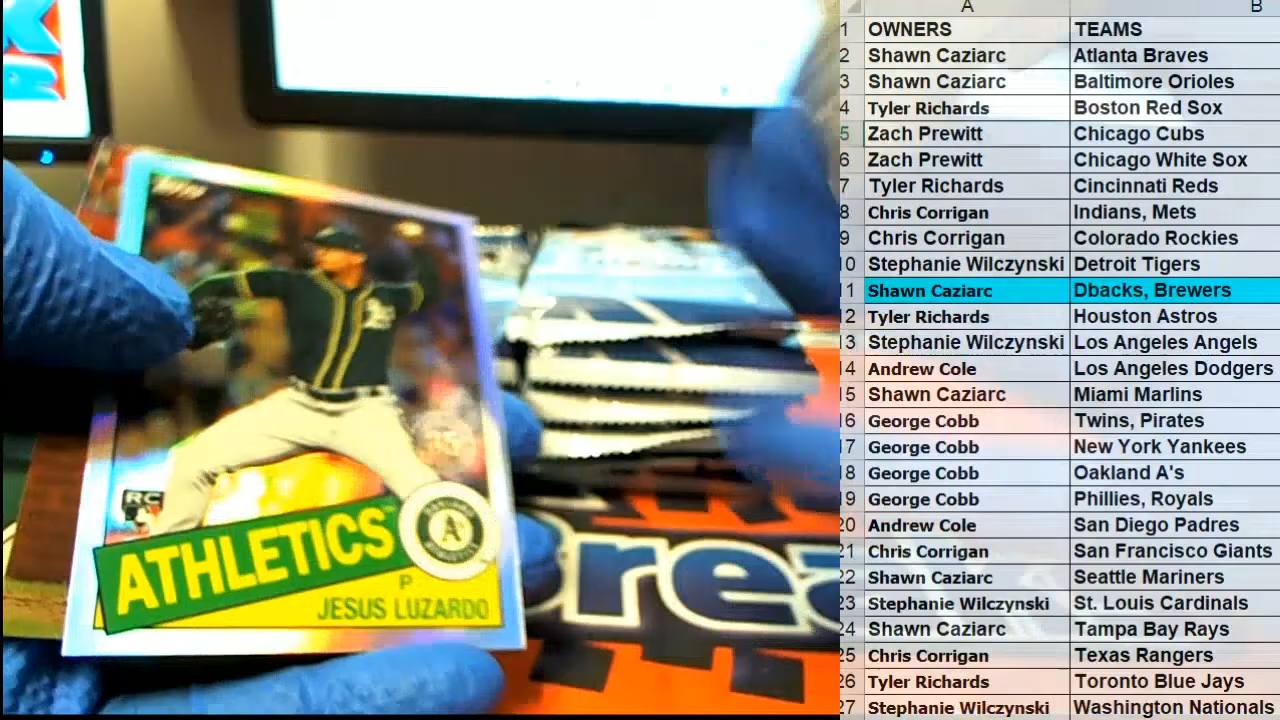 RC
ATHLETICS
P
JESUS LUZARDO
Brea
A B
1 OWNERS TEAMS
2 Shawn Caziarc Atlanta Braves
3 Shawn Caziarc Baltimore Orioles
4 Tyler Richards Boston Red Sox
5 Zach Prewitt Chicago Cubs
6 Zach Prewitt Chicago White Sox
7 Tyler Richards Cincinnati Reds
8 Chris Corrigan Indians, Mets
9 Chris Corrigan Colorado Rockies
10 Stephanie Wilczynski Detroit Tigers
11 Shawn Caziarc Dbacks, Brewers
12 Tyler Richards Houston Astros
13 Stephanie Wilczynski Los Angeles Angels
14 Andrew Cole Los Angeles Dodgers
15 Shawn Caziarc Miami Marlins
16 George Cobb Twins, Pirates
17 George Cobb New York Yankees
18 George Cobb Oakland A's
19 George Cobb Phillies, Royals
20 Andrew Cole San Diego Padres
21 Chris Corrigan San Francisco Giants
22 Shawn Caziarc Seattle Mariners
23 Stephanie Wilczynski St. Louis Cardinals
24 Shawn Caziarc Tampa Bay Rays
25 Chris Corrigan Texas Rangers
26 Tyler Richards Toronto Blue Jays
27 Stephanie Wilczynski Washington Nationals